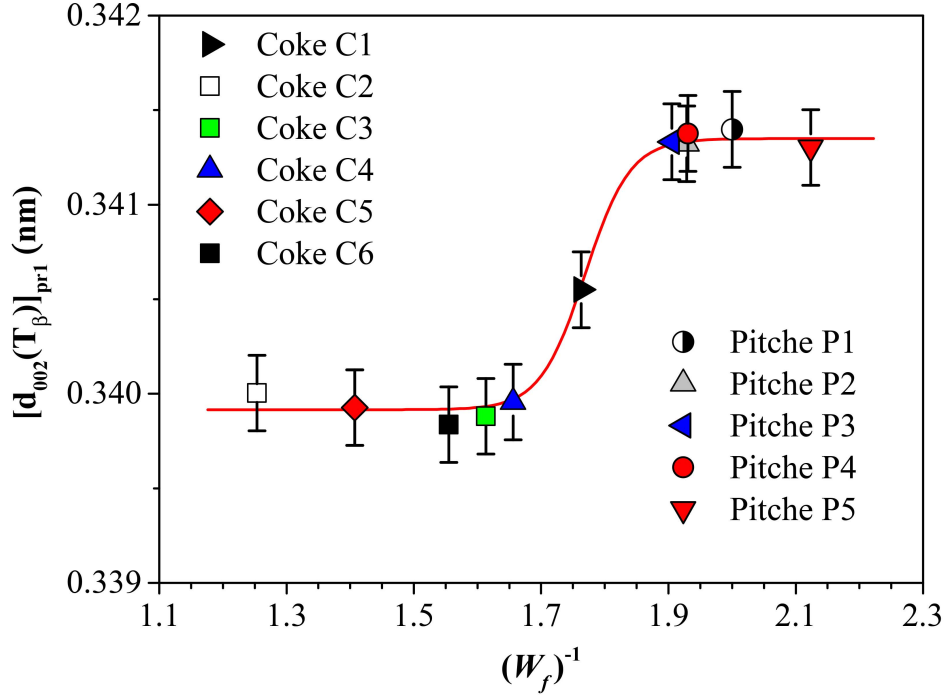 0.342
0.341
0.340
0.339
[d002(Tβ)]pr1 (nm)
Coke C1
Coke C2
Coke C3
Coke C4
Coke C5
Coke C6
Pitche P1
Pitche P2
Pitche P3
Pitche P4
Pitche P5
1.1 1.3 1.5 1.7 1.9 2.1 2.3
(Wf)-1